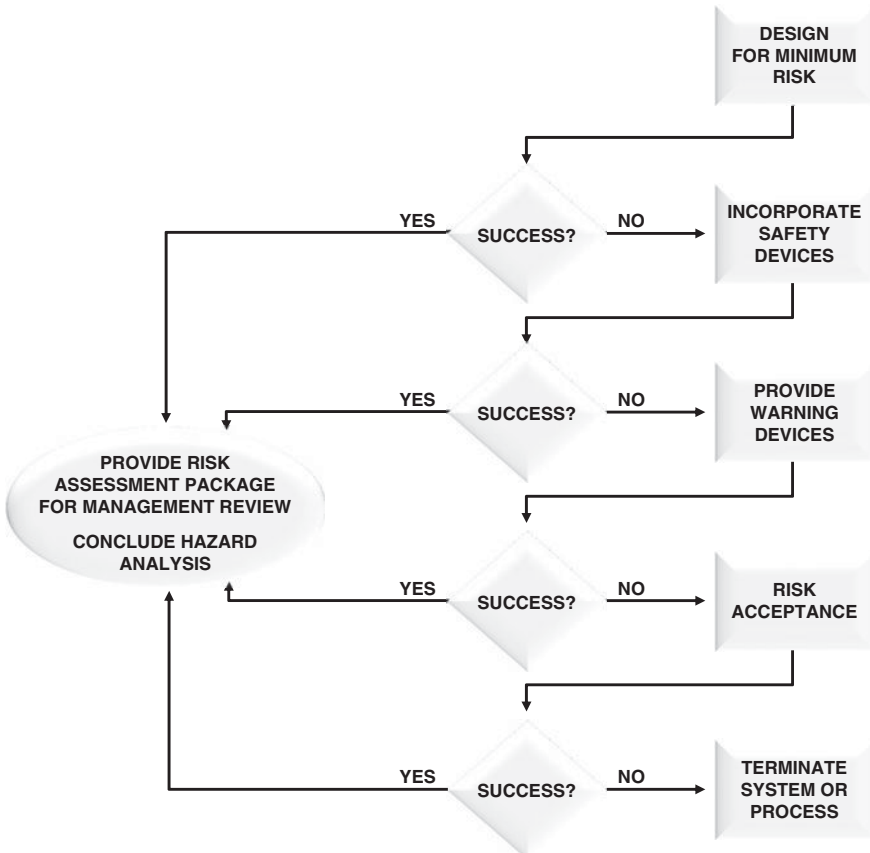 DESIGN
FOR MINIMUM
RISK
YES
SUCCESS?
NO
INCORPORATE
SAFETY
DEVICES
YES
SUCCESS?
NO
PROVIDE
WARNING
DEVICES
PROVIDE RISK
ASSESSMENT PACKAGE
FOR MANAGEMENT REVIEW
CONCLUDE HAZARD
ANALYSIS
YES
SUCCESS?
NO
RISK
ACCEPTANCE
YES
SUCCESS?
NO
TERMINATE
SYSTEM OR
PROCESS